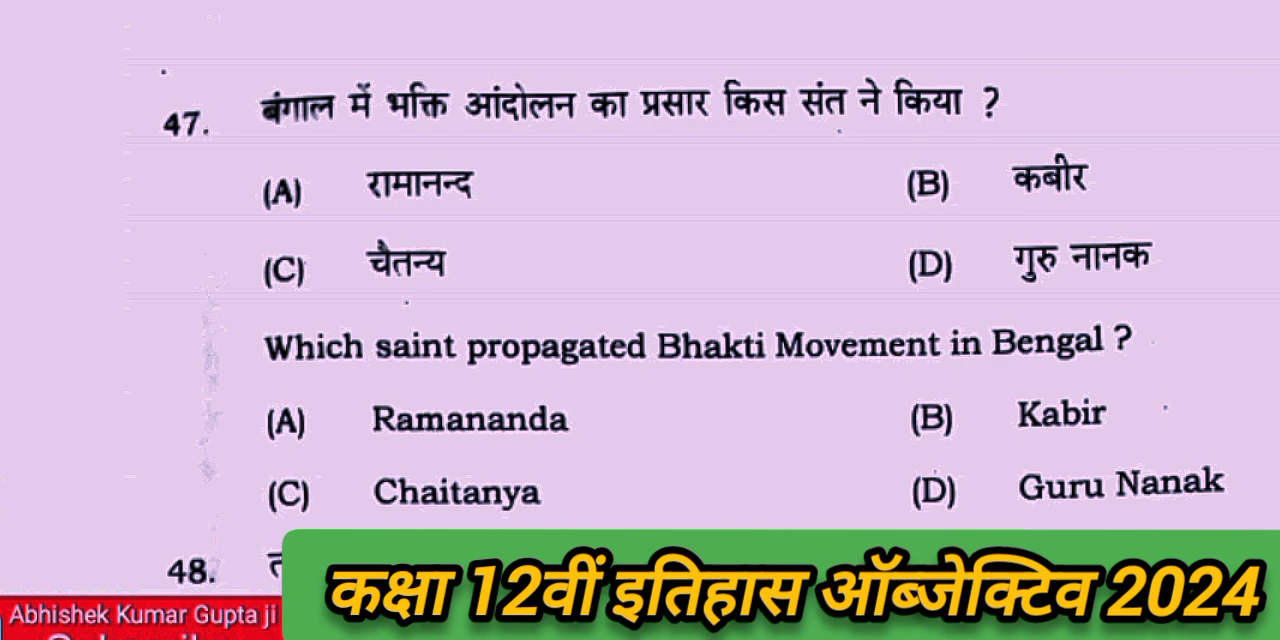 47. बंगाल में भक्ति आंदोलन का प्रसार किस संत ने किया ?
(A) रामानन्द (B) कबीर
(C) चैतन्य (D) गुरु नानक
Which saint propagated Bhakti Movement in Bengal ?
(A) Ramananda (B) Kabir
(C) Chaitanya (D) Guru Nanak
48.
कक्षा 12वीं इतिहास ऑब्जेक्टिव 2024
Abhishek Kumar Gupta ji